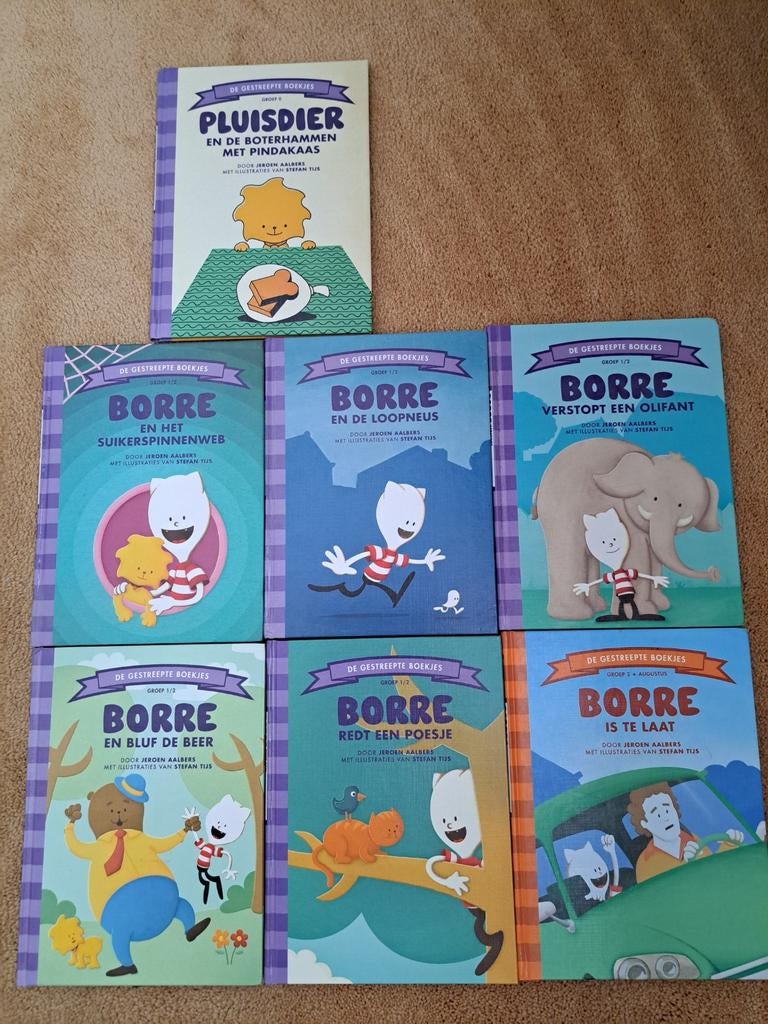 DE GESTREEPTE BOEKJES
GROEP 0
PLUISDIER
EN DE BOTERHAMMEN
MET PINDAKAAS
DOOR JEROEN AALBERS
MET ILLUSTRATIES VAN STEFAN TIJS
DE GESTREEPTE BOEKJES
GROEP 1/2
BORRE
EN HET
SUIKERSPINNENWEB
DOOR JEROEN AALBERS
MET ILLUSTRATIES VAN STEFAN TIJS
DE GESTREEPTE BOEKJES
GROEP 1/2
BORRE
EN DE LOOPNEUS
DOOR JEROEN AALBERS
MET ILLUSTRATIES VAN STEFAN TIJS
DE GESTREEPTE BOEKJES
GROEP 1/2
BORRE
VERSTOPT EEN OLIFANT
DOOR JEROEN AALBERS
MET ILLUSTRATIES VAN STEFAN TIJS
DE GESTREEPTE BOEKJES
GROEP 1/2
BORRE
EN BLUF DE BEER
DOOR JEROEN AALBERS
MET ILLUSTRATIES VAN STEFAN TIJS
DE GESTREEPTE BOEKJES
GROEP 1/2
BORRE
REDT EEN POESJE
DOOR JEROEN AALBERS
MET ILLUSTRATIES VAN STEFAN TIJS
DE GESTREEPTE BOEKJES
GROEP 2 • AUGUSTUS
BORRE
IS TE LAAT
DOOR JEROEN AALBERS
MET ILLUSTRATIES VAN STEFAN TIJS